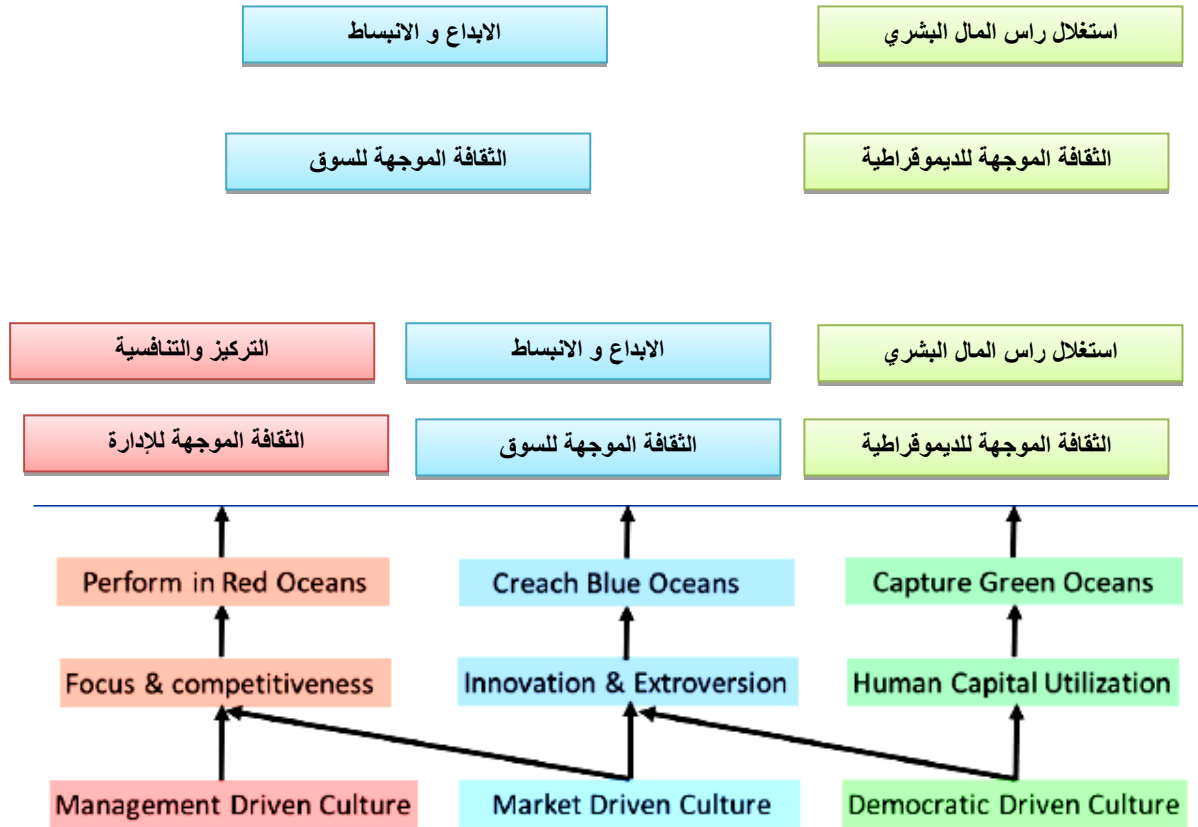 استغلال راس المال البشري
الابداع و الانبساط
الثقافة الموجهة للديموقراطية
الثقافة الموجهة للسوق
استغلال راس المال البشري
الابداع و الانبساط
التركيز والتنافسية
الثقافة الموجهة للديموقراطية
الثقافة الموجهة للسوق
الثقافة الموجهة للإدارة
Perform in Red Oceans
Creach Blue Oceans
Capture Green Oceans
Focus & competitiveness
Innovation & Extroversion
Human Capital Utilization
Management Driven Culture
Market Driven Culture
Democratic Driven Culture